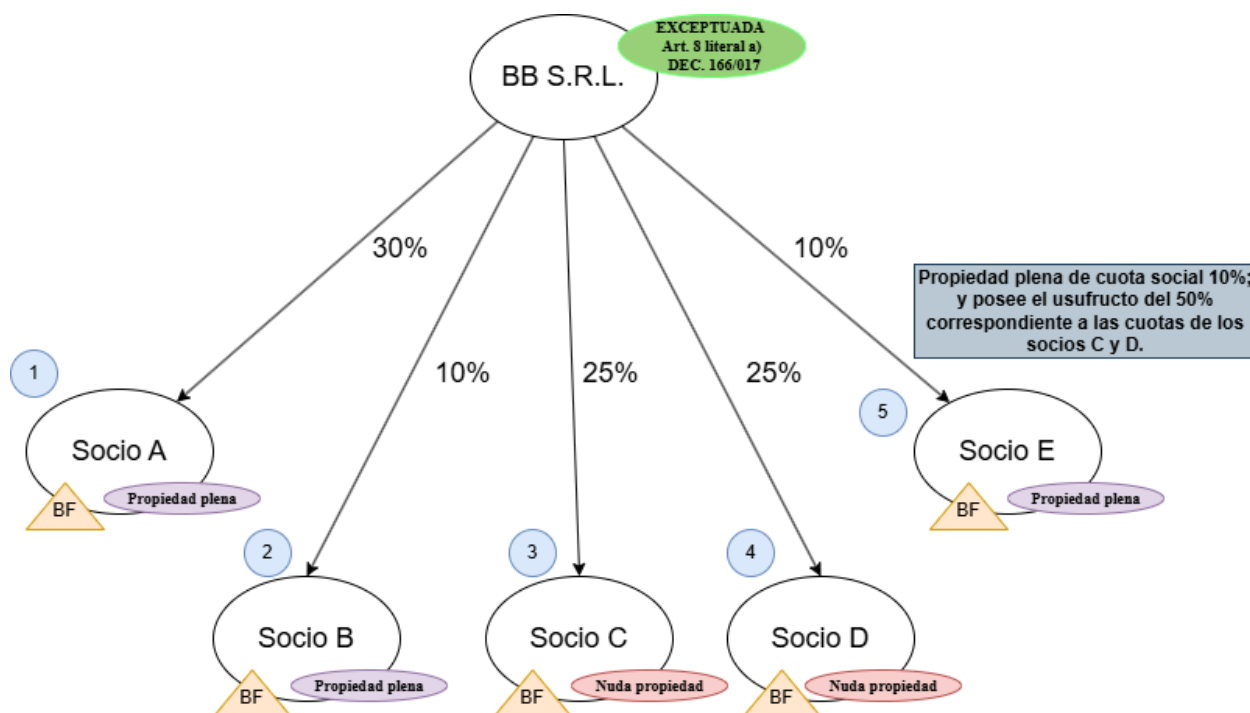 EXCEPTUADA
Art. 8 literal a)
DEC. 166/017
BB S.R.L.
30%
10%
25%
25%
10%
Propiedad plena de cuota social 10%;
y posee el usufructo del 50%
correspondiente a las cuotas de los
socios C y D.
1
Socio A
BF
Propiedad plena
2
Socio B
BF
Propiedad plena
3
Socio C
BF
Nuda propiedad
4
Socio D
BF
Nuda propiedad
5
Socio E
BF
Propiedad plena